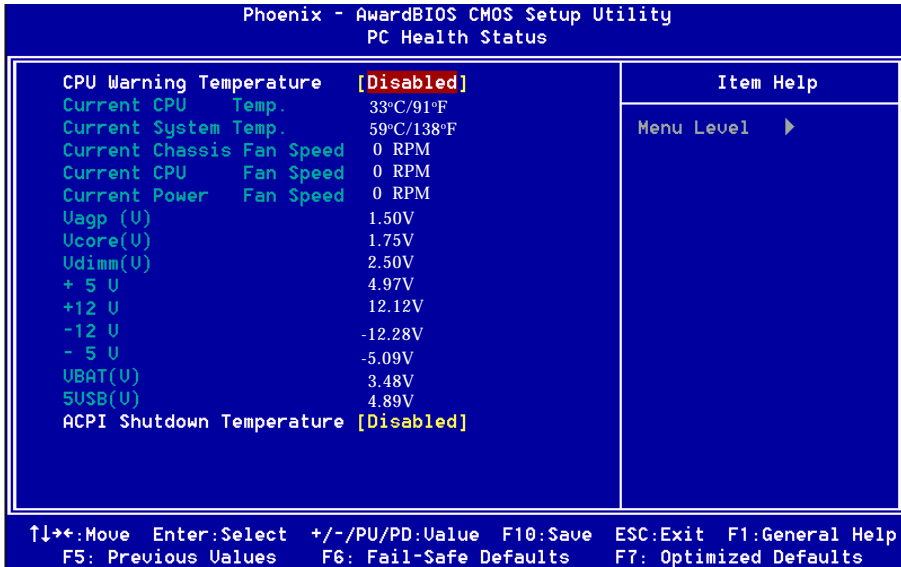 Phoenix - AwardBIOS CMOS Setup Utility
PC Health Status
CPU Warning Temperature [Disabled]
Current CPU Temp. 33°C/91°F
Current System Temp. 59°C/138°F
Current Chassis Fan Speed 0 RPM
Current CPU Fan Speed 0 RPM
Current Power Fan Speed 0 RPM
Vagp (V) 1.50V
Vcore(V) 1.75V
Vdimm(V) 2.50V
+ 5 V 4.97V
+12 V 12.12V
-12 V -12.28V
- 5 V -5.09V
VBAT(V) 3.48V
5VSB(V) 4.89V
ACPI Shutdown Temperature [Disabled]
Item Help
Menu Level ▶
↑↓→←:Move Enter:Select +/-/PU/PD:Value F10:Save ESC:Exit F1:General Help
F5: Previous Values F6: Fail-Safe Defaults F7: Optimized Defaults